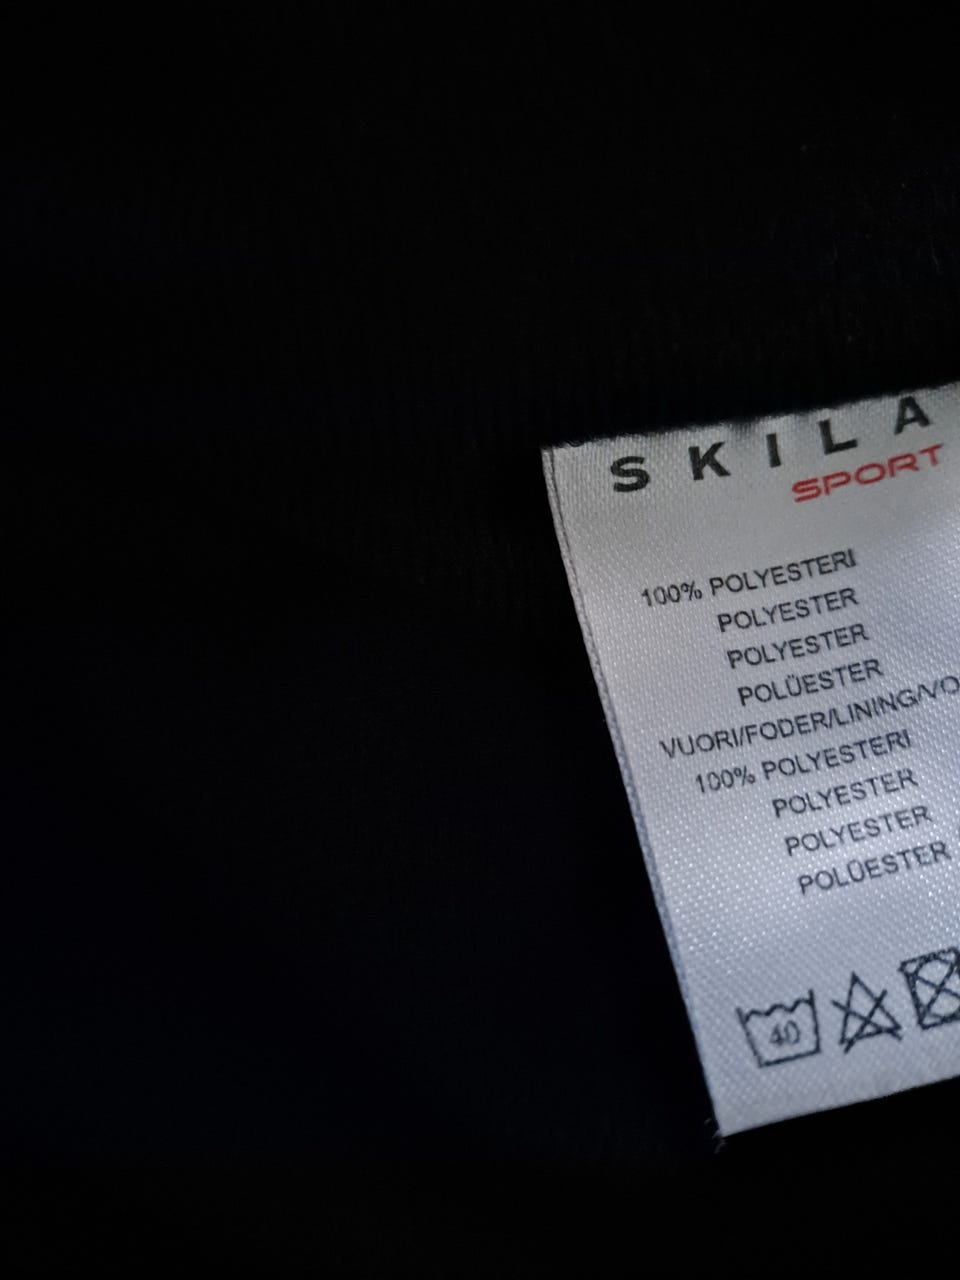 SKILA
SPORT
100% POLYESTERI
POLYESTER
POLYESTER
POLÜESTER
VUORI/FODER/LINING/VO
100% POLYESTERI
POLYESTER
POLYESTER
POLÜESTER
40